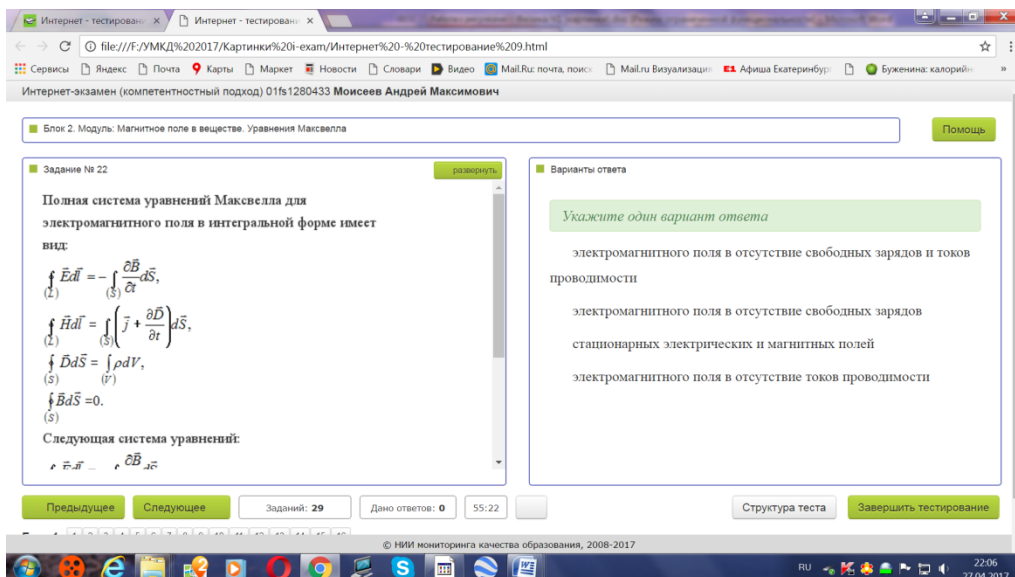 Интернет - тестирован
Интернет - тестирован
file:///F:/УМКД%202017/Картинки%20i-exam/Интернет%20-%20тестирование%209.html
Сервисы Яндекс Почта Карты Маркет Новости Словари Видео Mail.Ru: почта, поиск Mail.ru Визуализация Афиша Екатеринбур Буженина: калорийн »
Интернет-экзамен (компетентностный подход) 01fs1280433 Моисеев Андрей Максимович
Блок 2. Модуль: Магнитное поле в веществе. Уравнения Максвелла
Помощь
Задание № 22
развернуть
Полная система уравнений Максвелла для
электромагнитного поля в интегральной форме имеет
вид:
∮(L) E⃗dl⃗ = −∫(S) ∂B⃗/∂t dS⃗,
∮(L) H⃗dl⃗ = ∫(S) (j⃗ + ∂D⃗/∂t) dS⃗,
∮(S) D⃗dS⃗ = ∫(V) ρdV,
∮(S) B⃗dS⃗ =0.
Следующая система уравнений:
Варианты ответа
Укажите один вариант ответа
электромагнитного поля в отсутствие свободных зарядов и токов
проводимости
электромагнитного поля в отсутствие свободных зарядов
стационарных электрических и магнитных полей
электромагнитного поля в отсутствие токов проводимости
Предыдущее Следующее Заданий: 29 Дано ответов: 0 55:22 Структура теста Завершить тестирование
© НИИ мониторинга качества образования, 2008-2017
RU 22:06
27.04.2017